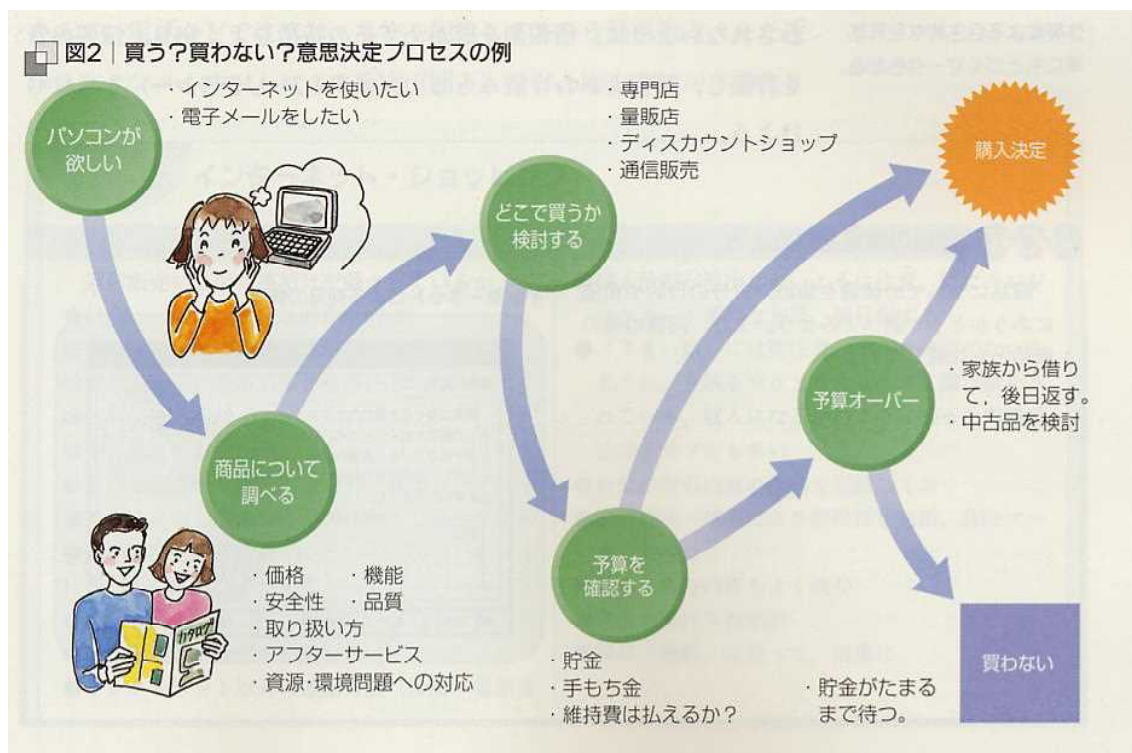 図2｜買う?買わない?意思決定プロセスの例
パソコンが
欲しい
・インターネットを使いたい
・電子メールをしたい
商品について
調べる
・価格　・機能
・安全性　・品質
・取り扱い方
・アフターサービス
・資源・環境問題への対応
カタログ
どこで買うか
検討する
・専門店
・量販店
・ディスカウントショップ
・通信販売
予算を
確認する
・貯金
・手もち金
・維持費は払えるか？
予算オーバー
・家族から借り
て，後日返す。
・中古品を検討
購入決定
買わない
・貯金がたまる
まで待つ。